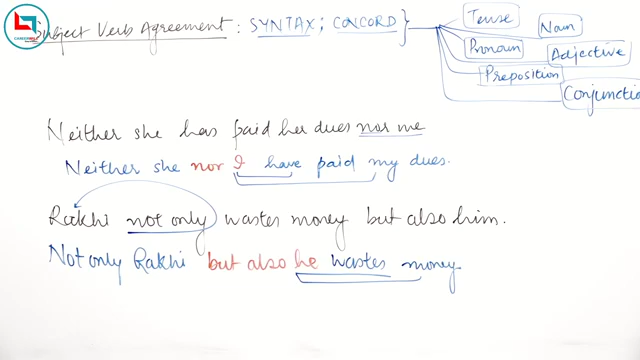 Subject Verb Agreement : SYNTAX ; CONCORD }
Tense
Noun
Pronoun
Adjective
Preposition
Conjunction
Neither she has paid her dues nor me
Neither she nor I have paid my dues.
Rakhi not only wastes money but also him.
Not only Rakhi but also he wastes money